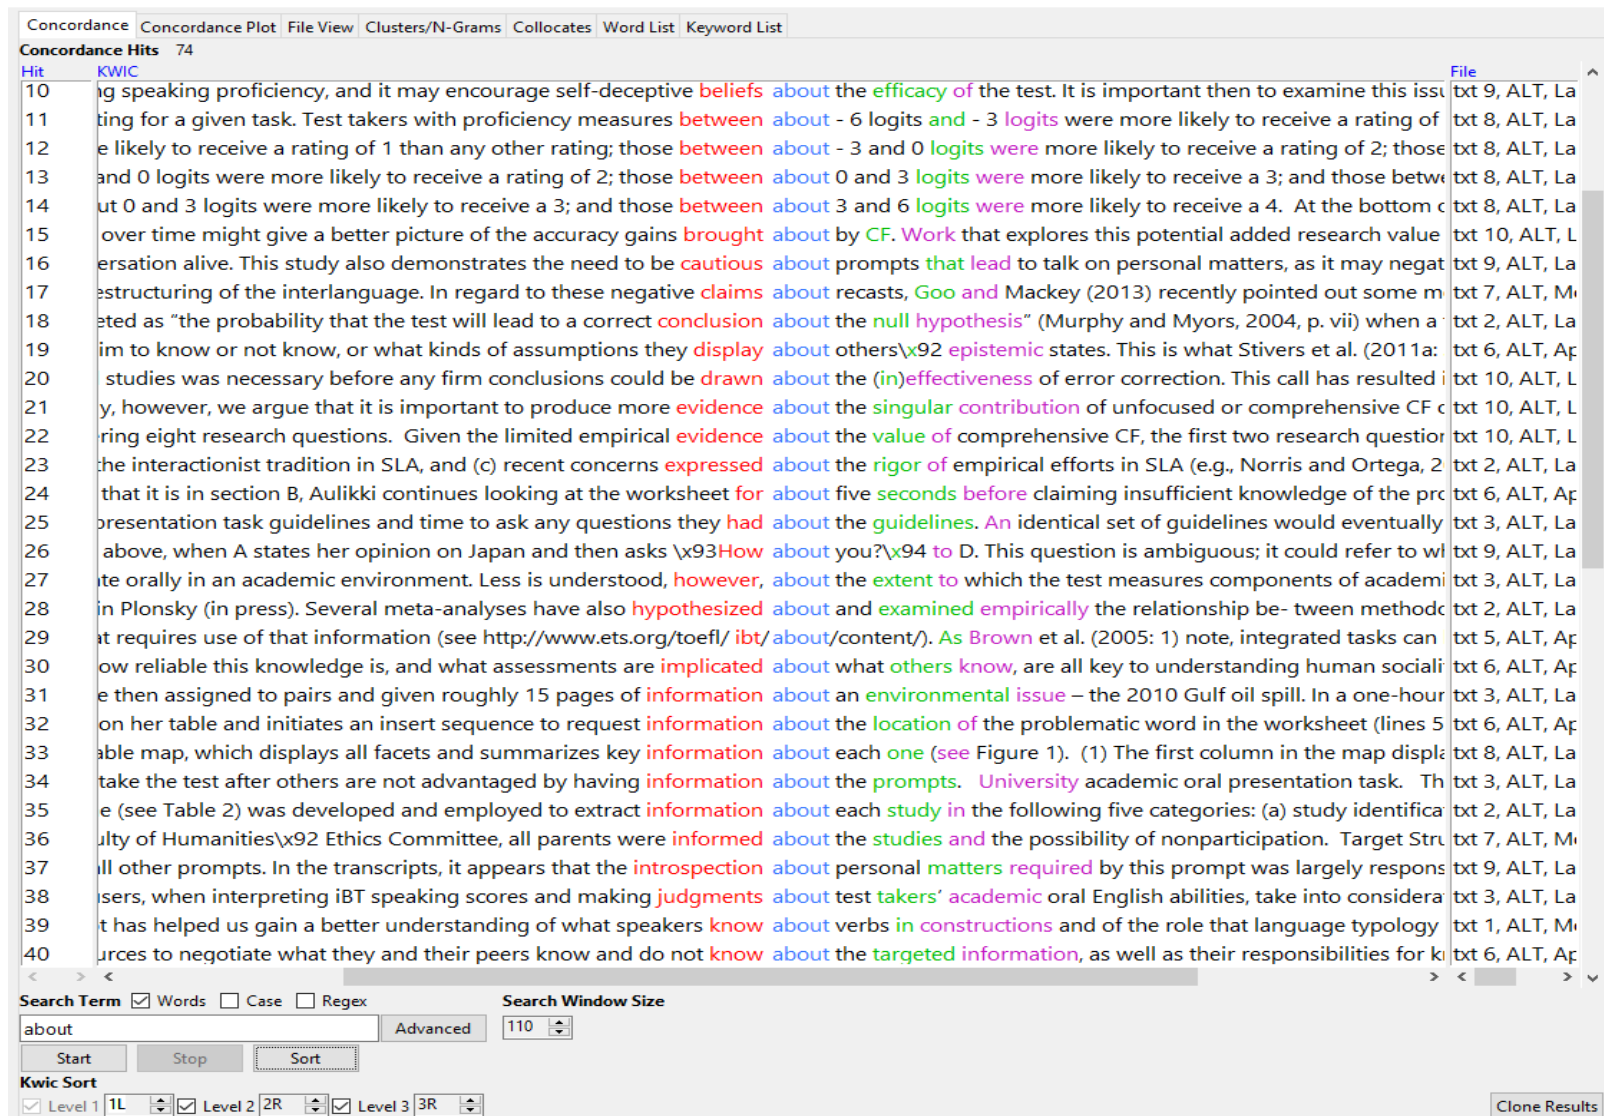 Concordance Concordance Plot File View Clusters/N-Grams Collocates Word List Keyword List
Concordance Hits 74
Hit KWIC File
10 ng speaking proficiency, and it may encourage self-deceptive beliefs about the efficacy of the test. It is important then to examine this issu txt 9, ALT, La
11 ting for a given task. Test takers with proficiency measures between about - 6 logits and - 3 logits were more likely to receive a rating of txt 8, ALT, La
12 e likely to receive a rating of 1 than any other rating; those between about - 3 and 0 logits were more likely to receive a rating of 2; those txt 8, ALT, La
13 and 0 logits were more likely to receive a rating of 2; those between about 0 and 3 logits were more likely to receive a 3; and those betwe txt 8, ALT, La
14 ut 0 and 3 logits were more likely to receive a 3; and those between about 3 and 6 logits were more likely to receive a 4. At the bottom o txt 8, ALT, La
15 over time might give a better picture of the accuracy gains brought about by CF. Work that explores this potential added research value txt 10, ALT, L
16 ersation alive. This study also demonstrates the need to be cautious about prompts that lead to talk on personal matters, as it may negat txt 9, ALT, La
17 estructuring of the interlanguage. In regard to these negative claims about recasts, Goo and Mackey (2013) recently pointed out some m txt 7, ALT, M
18 eted as "the probability that the test will lead to a correct conclusion about the null hypothesis" (Murphy and Myors, 2004, p. vii) when a txt 2, ALT, La
19 im to know or not know, or what kinds of assumptions they display about others\x92 epistemic states. This is what Stivers et al. (2011a: txt 6, ALT, Ap
20 studies was necessary before any firm conclusions could be drawn about the (in)effectiveness of error correction. This call has resulted i txt 10, ALT, L
21 y, however, we argue that it is important to produce more evidence about the singular contribution of unfocused or comprehensive CF txt 10, ALT, L
22 ring eight research questions. Given the limited empirical evidence about the value of comprehensive CF, the first two research question txt 10, ALT, L
23 the interactionist tradition in SLA, and (c) recent concerns expressed about the rigor of empirical efforts in SLA (e.g., Norris and Ortega, 2 txt 2, ALT, La
24 that it is in section B, Aulikki continues looking at the worksheet for about five seconds before claiming insufficient knowledge of the pro txt 6, ALT, Ap
25 presentation task guidelines and time to ask any questions they had about the guidelines. An identical set of guidelines would eventually txt 3, ALT, La
26 above, when A states her opinion on Japan and then asks \x93How about you?\x94 to D. This question is ambiguous; it could refer to wh txt 9, ALT, La
27 te orally in an academic environment. Less is understood, however, about the extent to which the test measures components of academi txt 3, ALT, La
28 in Plonsky (in press). Several meta-analyses have also hypothesized about and examined empirically the relationship be- tween methodo txt 2, ALT, La
29 at requires use of that information (see http://www.ets.org/toefl/ ibt/about/content/). As Brown et al. (2005: 1) note, integrated tasks can txt 5, ALT, Ap
30 ow reliable this knowledge is, and what assessments are implicated about what others know, are all key to understanding human sociali txt 6, ALT, Ap
31 e then assigned to pairs and given roughly 15 pages of information about an environmental issue – the 2010 Gulf oil spill. In a one-hour txt 3, ALT, La
32 on her table and initiates an insert sequence to request information about the location of the problematic word in the worksheet (lines 5 txt 6, ALT, Ap
33 able map, which displays all facets and summarizes key information about each one (see Figure 1). (1) The first column in the map displa txt 8, ALT, La
34 take the test after others are not advantaged by having information about the prompts. University academic oral presentation task. Th txt 3, ALT, La
35 e (see Table 2) was developed and employed to extract information about each study in the following five categories: (a) study identifica txt 2, ALT, La
36 ulty of Humanities\x92 Ethics Committee, all parents were informed about the studies and the possibility of nonparticipation. Target Stru txt 7, ALT, M
37 ll other prompts. In the transcripts, it appears that the introspection about personal matters required by this prompt was largely respons txt 9, ALT, La
38 sers, when interpreting iBT speaking scores and making judgments about test takers' academic oral English abilities, take into considera txt 3, ALT, La
39 t has helped us gain a better understanding of what speakers know about verbs in constructions and of the role that language typology txt 1, ALT, M
40 urces to negotiate what they and their peers know and do not know about the targeted information, as well as their responsibilities for k txt 6, ALT, Ap
Search Term Words Case Regex Search Window Size
about Advanced 110
Start Stop Sort
Kwic Sort
Level 1 1L Level 2 2R Level 3 3R Clone Results